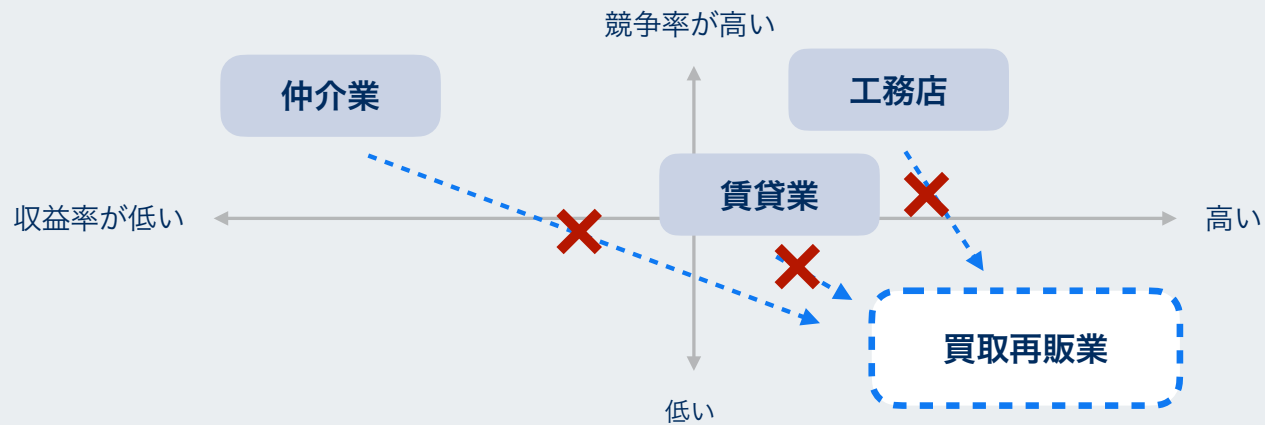 競争率が高い
仲介業
工務店
賃貸業
収益率が低い
高い
買取再販業
低い